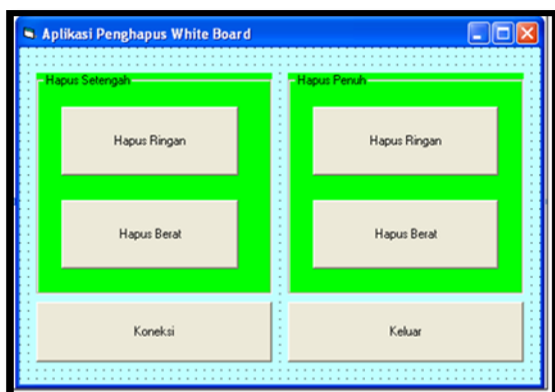 Aplikasi Penghapus White Board
Hapus Setengah
Hapus Ringan
Hapus Berat
Hapus Penuh
Hapus Ringan
Hapus Berat
Koneksi
Keluar